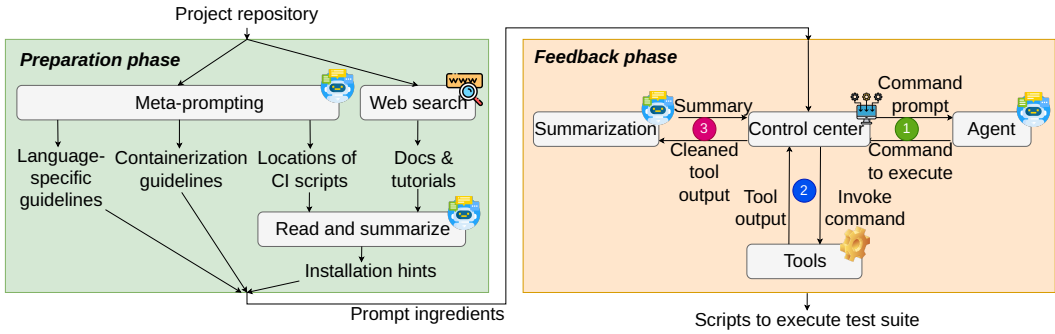 Project repository
Preparation phase
Meta-prompting
Web search
www
Language-
specific
guidelines
Containerization
guidelines
Locations of
CI scripts
Docs &
tutorials
Read and summarize
Installation hints
Prompt ingredients
Feedback phase
Summarization
Summary
3
Cleaned
tool
output
Control center
Command
prompt
1
Command
to execute
Agent
Tool
output
2
Invoke
command
Tools
Scripts to execute test suite